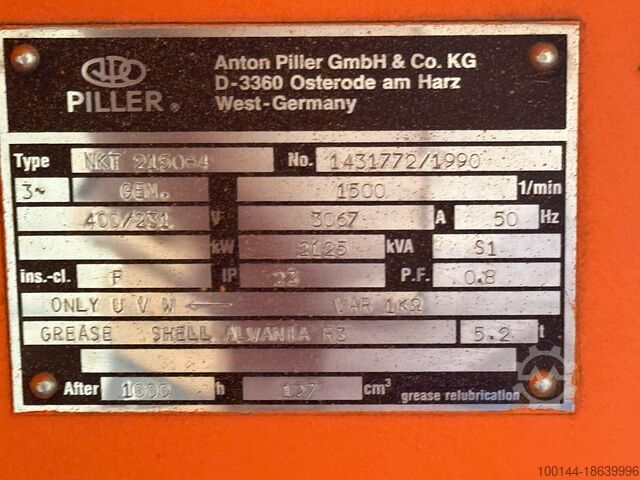 PILLER®
Anton Piller GmbH & Co. KG
D-3360 Osterode am Harz
West-Germany
Type NKT 2150-4 No. 1431772/1990
3~ GEN. 1500 1/min
400/231 V 3067 A 50 Hz
kW 2125 kVA S1
ins.-cl. F IP 23 P.F. 0.8
ONLY U V W ← VAR 1KΩ
GREASE SHELL ALVANIA R3 5.2 t
After 1000 h cm³ grease relubrication
100144-18639996